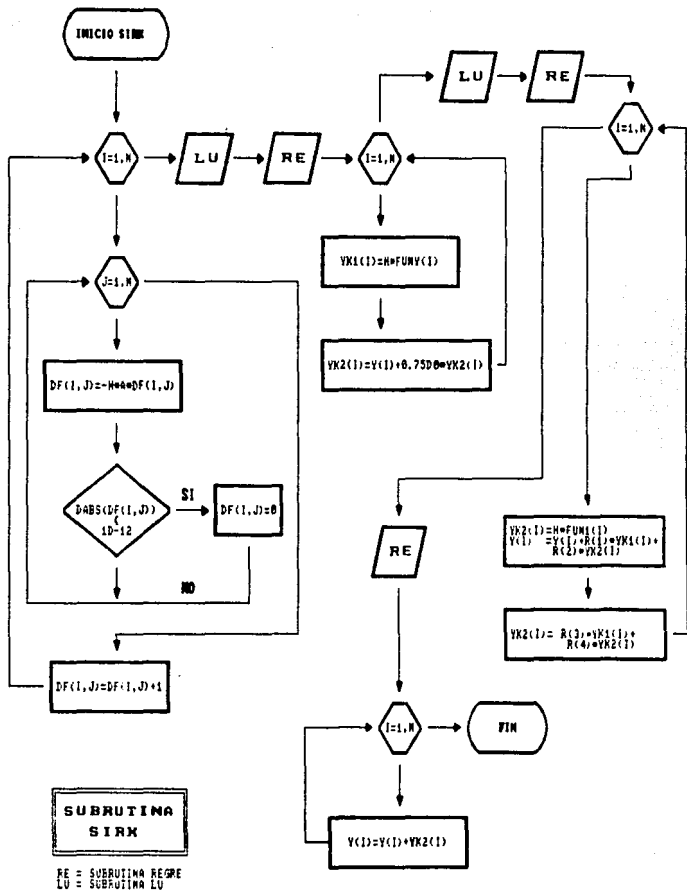 INICIO SIRK
I=1,N
LU
RE
I=1,N
LU
RE
I=1,N
J=1,N
YK1(I)=H*FUNY(I)
YK2(I)=Y(I)+0.75D0*YK2(I)
DF(I,J)=-H*A*DF(I,J)
DABS(DF(I,J))
<
1D-12
SI
DF(I,J)=0
NO
DF(I,J)=DF(I,J)+1
YK2(I)=H*FUN1(I)
Y(I) =Y(I)+R(1)*YK1(I)+
R(2)*YK2(I)
YK2(I)= R(3)*YK1(I)+
R(4)*YK2(I)
RE
I=1,N
FIN
Y(I)=Y(I)+YK2(I)
SUBRUTINA
SIRK
RE = SUBRUTINA REGRE
LU = SUBRUTINA LU